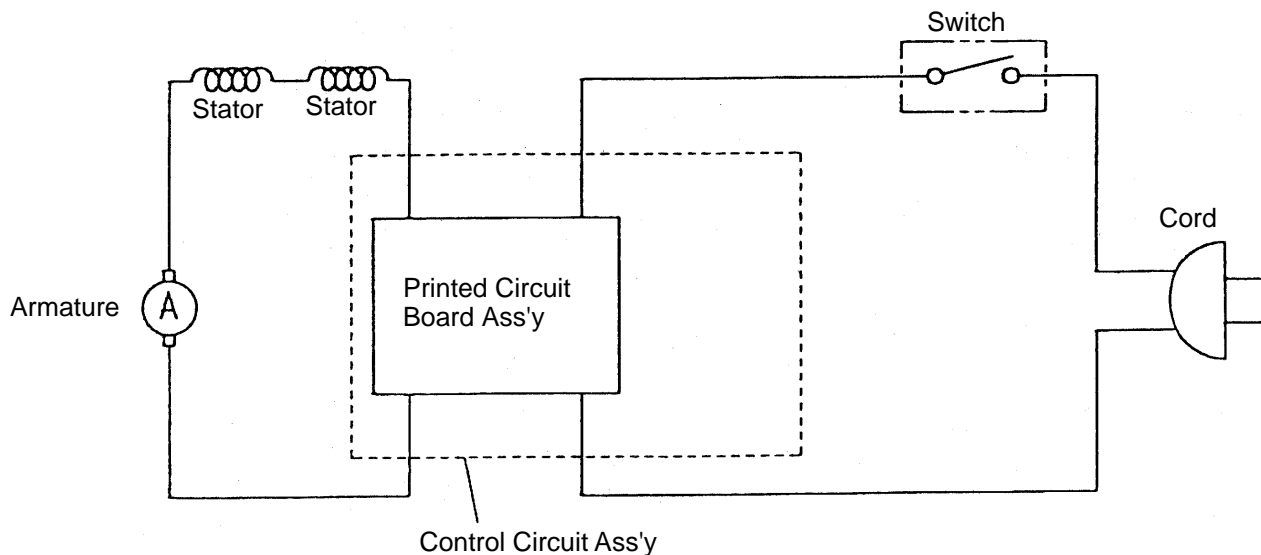 Switch
Stator
Stator
Cord
Armature
A
Printed Circuit
Board Ass'y
Control Circuit Ass'y